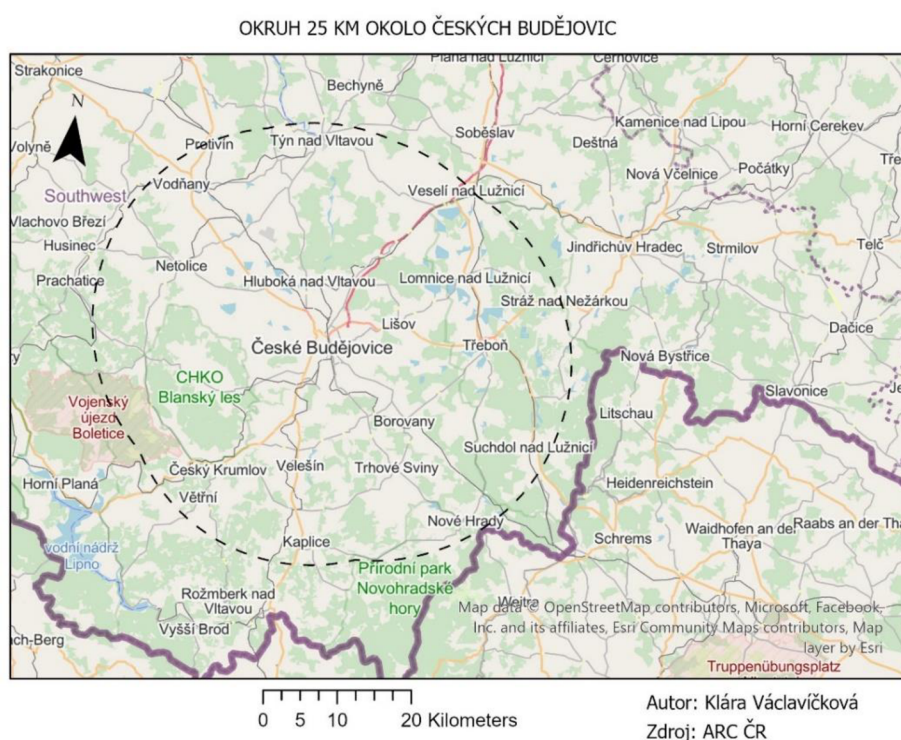 OKRUH 25 KM OKOLO ČESKÝCH BUDĚJOVIC
Planá nad Lužnicí
Černovice
Strakonice
Bechyně
N
Kamenice nad Lipou
Horní Cerekev
Soběslav
Volyně
Protivín
Týn nad Vltavou
Deštná
Tře
Počátky
Nová Včelnice
Vodňany
Southwest
Veselí nad Lužnicí
Vlachovo Březí
Husinec
Jindřichův Hradec
Strmilov
Telč
Netolice
Prachatice
Hluboká nad Vltavou
Lomnice nad Lužnicí
Stráž nad Nežárkou
Lišov
Dačice
České Budějovice
Třeboň
Nová Bystřice
CHKO
Blanský les
Slavonice
Je
Vojenský
újezd
Boletice
Litschau
Borovany
Suchdol nad Lužnicí
Český Krumlov
Velešín
Trhové Sviny
Horní Planá
Heidenreichstein
Větřní
Nové Hrady
Waidhofen an der
Thaya
Raabs an der Tha
Schrems
Kaplice
vodní nádrž
Lipno
Přírodní park
Novohradské
hory
Rožmberk nad
Vltavou
Weitra
Vyšší Brod
ach-Berg
Map data © OpenStreetMap contributors, Microsoft, Facebook,
Inc. and its affiliates, Esri Community Maps contributors, Map
layer by Esri
Truppenübungsplatz
0 5 10 20 Kilometers
Autor: Klára Václavíčková
Zdroj: ARC ČR